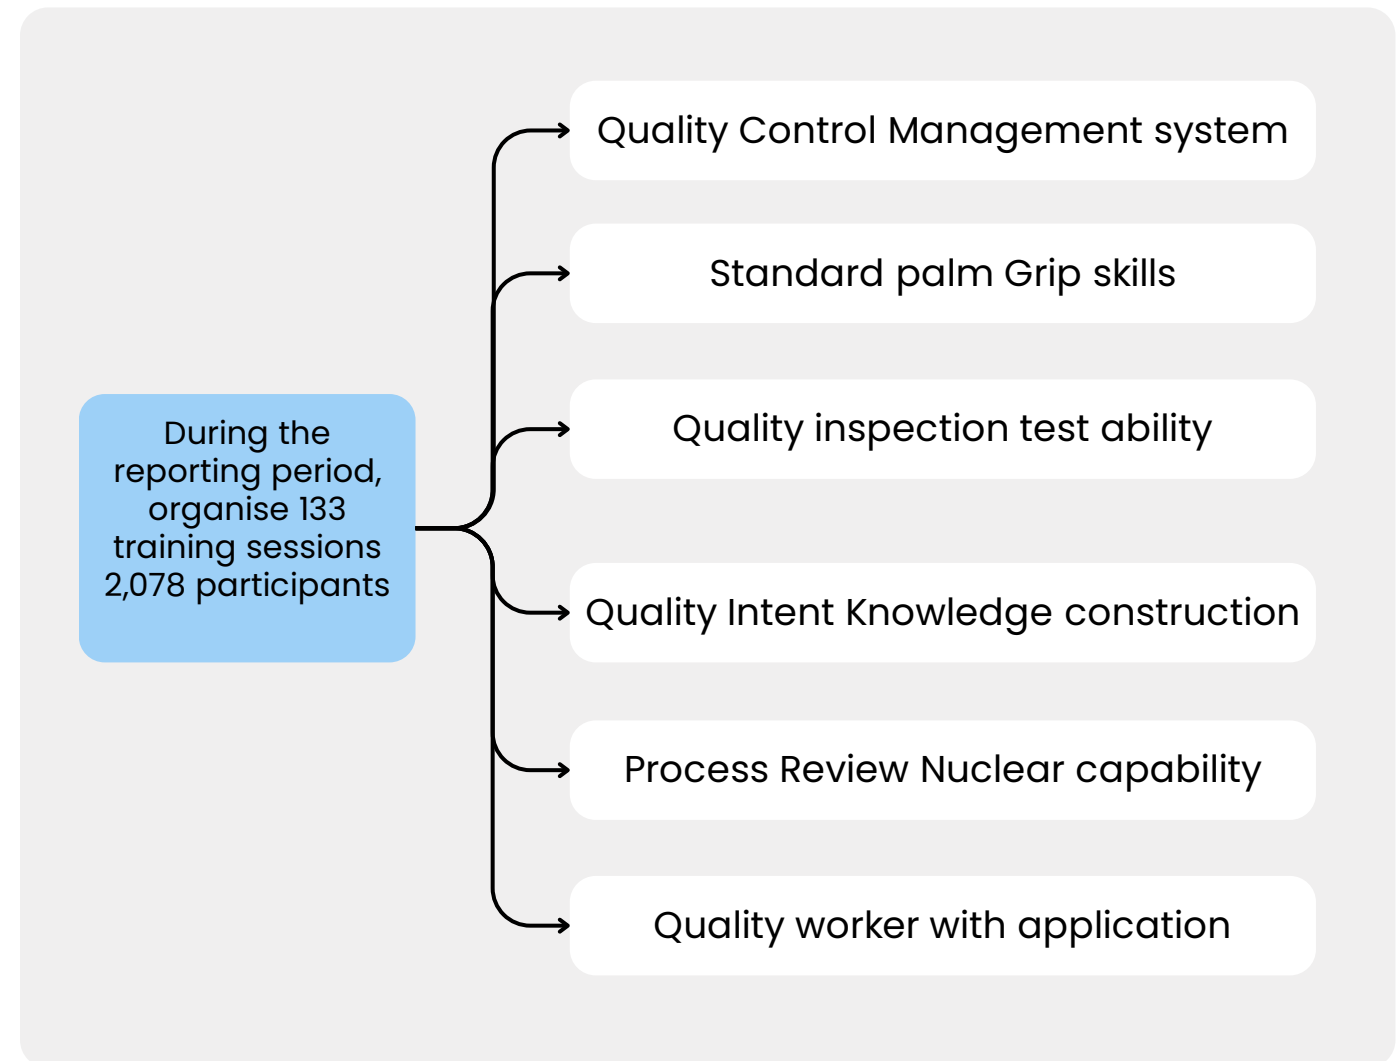 During the
reporting period,
organise 133
training sessions
2,078 participants
Quality Control Management system
Standard palm Grip skills
Quality inspection test ability
Quality Intent Knowledge construction
Process Review Nuclear capability
Quality worker with application